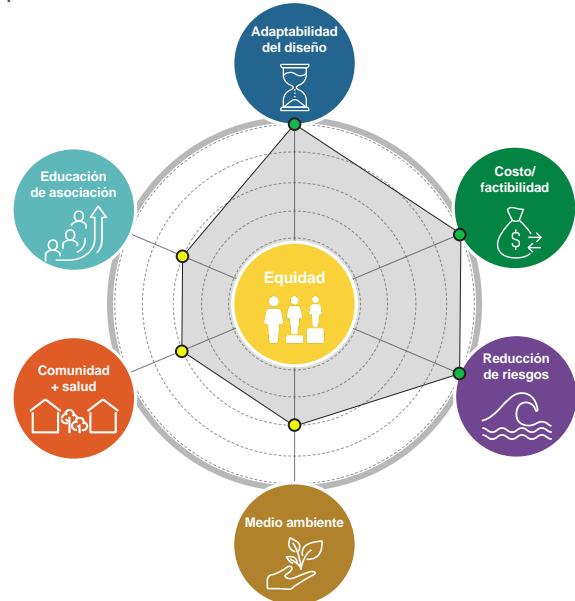 Adaptabilidad
del diseño
Educación
de asociación
Costo/
factibilidad
$
Equidad
Comunidad
+ salud
Reducción
de riesgos
Medio ambiente